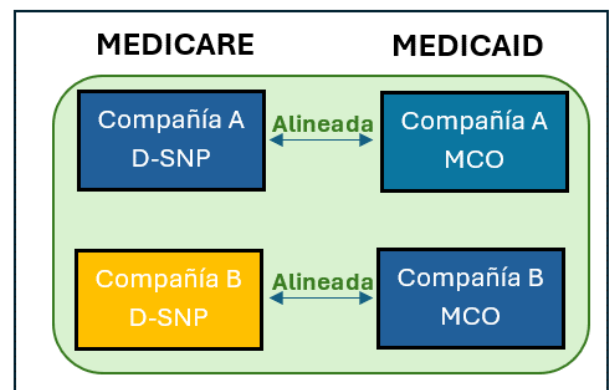 MEDICARE MEDICAID
Compañía A Alineada Compañía A
D-SNP MCO
Compañía B Alineada Compañía B
D-SNP MCO